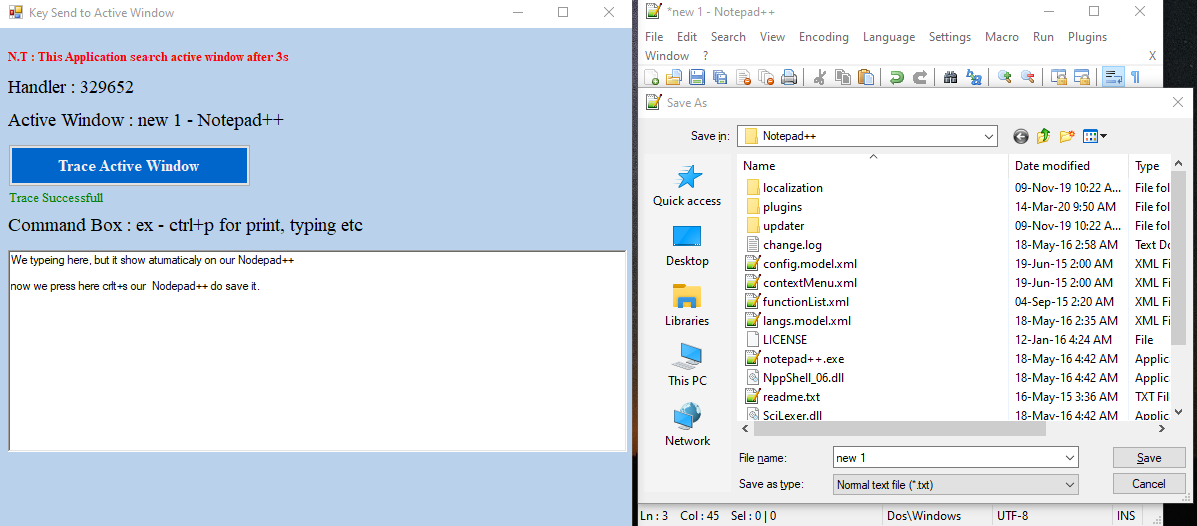 Key Send to Active Window
N.T : This Application search active window after 3s
Handler : 329652
Active Window : new 1 - Notepad++
Trace Active Window
Trace Successfull
Command Box : ex - ctrl+p for print, typing etc
We typeing here, but it show atumaticaly on our Nodepad++
now we press here crlt+s our  Nodepad++ do save it.
*new 1 - Notepad++
File Edit Search View Encoding Language Settings Macro Run Plugins
Window ? X
Save As
Save in: Notepad++
Quick access
Desktop
Libraries
This PC
Network
Name Date modified Type
localization 09-Nov-19 10:22 A... File fol
plugins 14-Mar-20 9:50 AM File fol
updater 09-Nov-19 10:22 A... File fol
change.log 18-May-16 2:58 AM Text Do
config.model.xml 19-Jun-15 2:00 AM XML Fi
contextMenu.xml 19-Jun-15 2:00 AM XML Fi
functionList.xml 04-Sep-15 2:20 AM XML Fi
langs.model.xml 18-May-16 2:35 AM XML Fi
LICENSE 12-Jan-16 4:24 AM File
notepad++.exe 18-May-16 4:42 AM Applic
NppShell_06.dll 18-May-16 4:42 AM Applic
readme.txt 16-May-15 3:36 AM TXT Fil
SciLexer.dll 18-May-16 4:42 AM Applic
File name: new 1 Save
Save as type: Normal text file (*.txt) Cancel
Ln : 3 Col : 45 Sel : 0 | 0 Dos\Windows UTF-8 INS